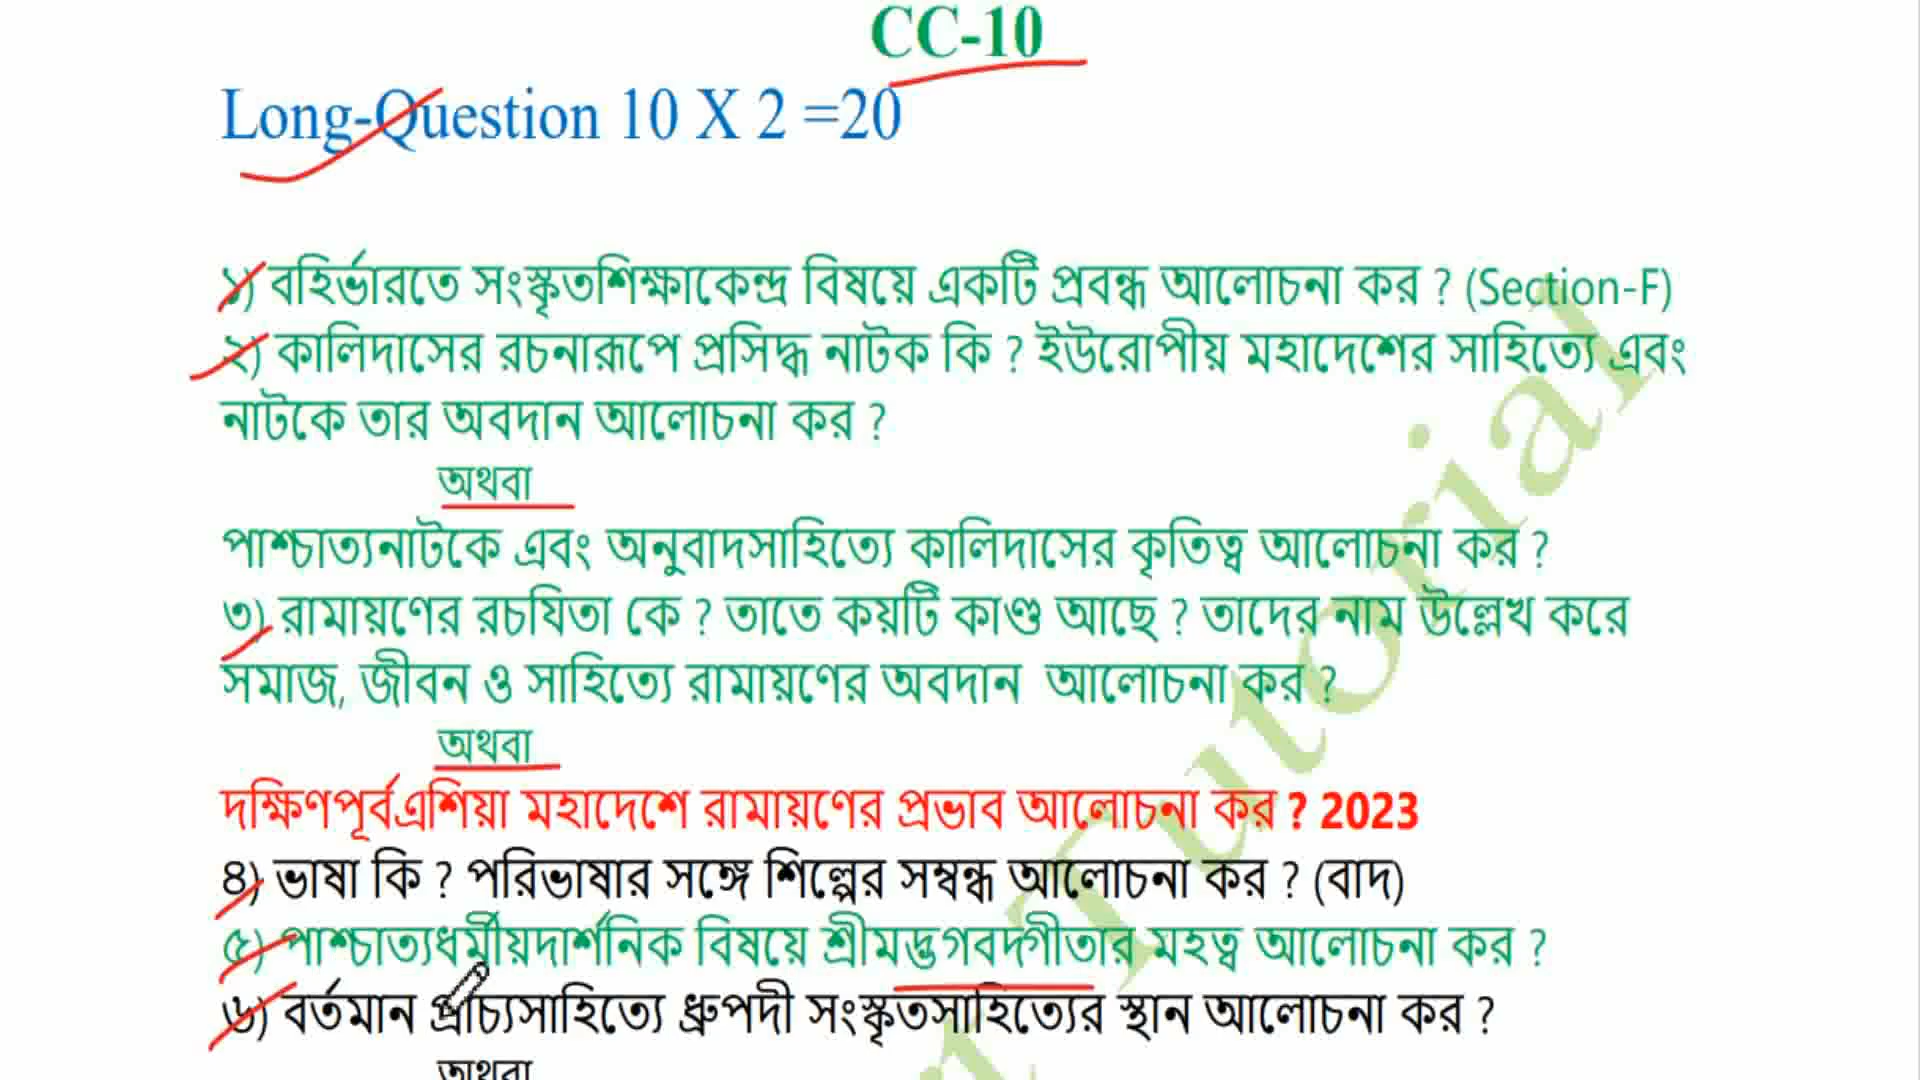 CC-10
Long-Question 10 X 2 =20
১) বহির্ভারতে সংস্কৃতশিক্ষাকেন্দ্র বিষয়ে একটি প্রবন্ধ আলোচনা কর ? (Section-F)
২) কালিদাসের রচনারূপে প্রসিদ্ধ নাটক কি ? ইউরোপীয় মহাদেশের সাহিত্যে এবং
নাটকে তার অবদান আলোচনা কর ?
অথবা
পাশ্চাত্যনাটকে এবং অনুবাদসাহিত্যে কালিদাসের কৃতিত্ব আলোচনা কর ?
৩) রামায়ণের রচযিতা কে ? তাতে কয়টি কাণ্ড আছে ? তাদের নাম উল্লেখ করে
সমাজ, জীবন ও সাহিত্যে রামায়ণের অবদান আলোচনা কর ?
অথবা
দক্ষিণপূর্বএশিয়া মহাদেশে রামায়ণের প্রভাব আলোচনা কর ? 2023
৪) ভাষা কি ? পরিভাষার সঙ্গে শিল্পের সম্বন্ধ আলোচনা কর ? (বাদ)
৫) পাশ্চাত্যধর্মীয়দার্শনিক বিষয়ে শ্রীমদ্ভগবদ্গীতার মহত্ব আলোচনা কর ?
৬) বর্তমান প্রাচ্যসাহিত্যে ধ্রুপদী সংস্কৃতসাহিত্যের স্থান আলোচনা কর ?
অথবা
Tutorial